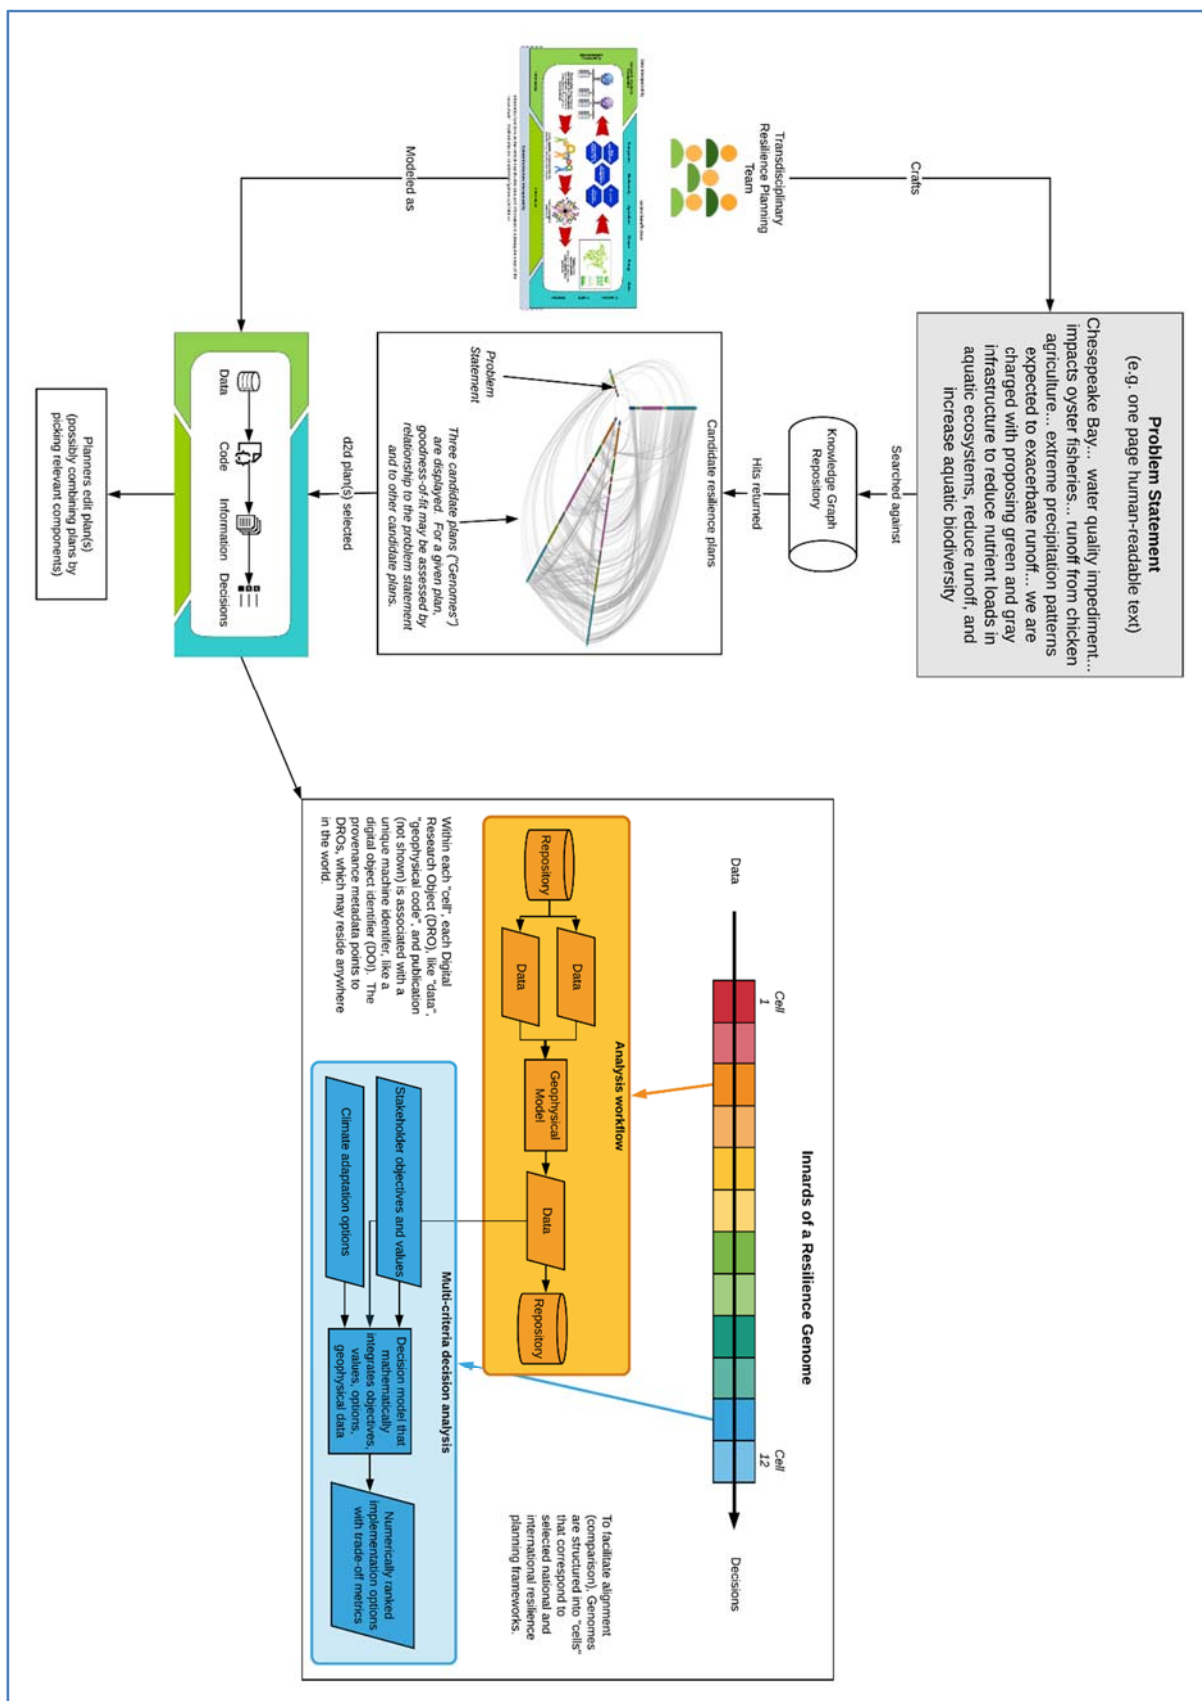 Transdisciplinary
Resilience Planning
Team
Crafts
Problem Statement
(e.g. one page human-readable text)
Chesepeake Bay... water quality impediment...
impacts oyster fisheries... runoff from chicken
agriculture... extreme precipitation patterns
expected to exacerbate runoff... we are
charged with proposing green and gray
infrastructure to reduce nutrient loads in
aquatic ecosystems, reduce runoff, and
increase aquatic biodiversity
Searched against
Knowledge Graph
Repository
Hits returned
Candidate resilience plans
Problem
Statement
Three candidate plans ("Genomes")
are displayed. For a given plan,
goodness-of-fit may be assessed by
relationship to the problem statement
and to other candidate plans.
d2d plan(s) selected
Modeled as
Data
Code
Information
Decisions
Planners edit plan(s)
(possibly combining plans by
picking relevant components)
Innards of a Resilience Genome
Data
Cell
1
Cell
12
Decisions
Analysis workflow
Repository
Data
Data
Geophysical
Model
Data
Repository
To facilitate alignment
(comparison), Genomes
are structured into "cells"
that correspond to
selected national and
international resilience
planning frameworks.
Within each "cell", each Digital
Research Object (DRO), like "data",
"geophysical code", and publication
(not shown) is associated with a
unique machine identifer, like a
digital object identifier (DOI). The
provenance metadata points to
DROs, which may reside anywhere
in the world.
Multi-criteria decision analysis
Stakeholder objectives and values
Climate adaptation options
Decision model that
mathematically
integrates objectives,
values, options,
geophysical data
Numerically ranked
implementation options
with trade-off metrics